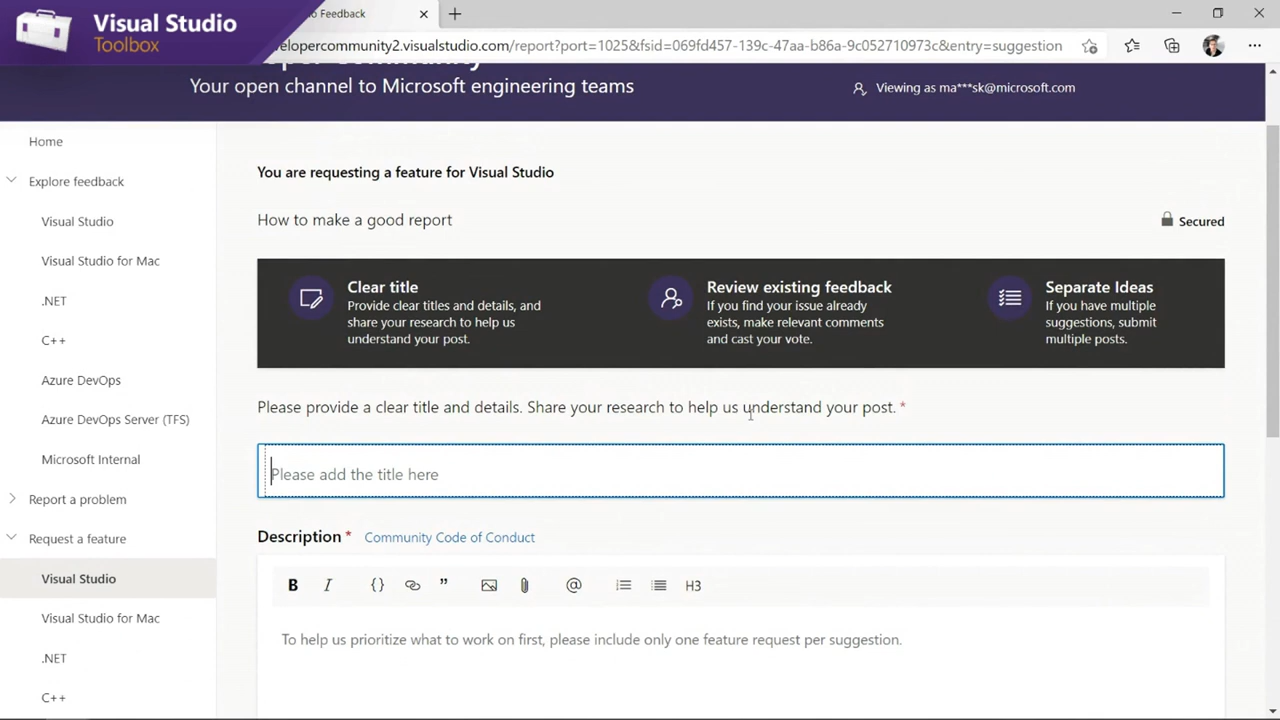 Visual Studio
Toolbox
Feedback
velopercommunity2.visualstudio.com/report?port=1025&fsid=069fd457-139c-47aa-b86a-9c052710973c&entry=suggestion
Your open channel to Microsoft engineering teams
Viewing as ma***sk@microsoft.com
Home
Explore feedback
Visual Studio
Visual Studio for Mac
.NET
C++
Azure DevOps
Azure DevOps Server (TFS)
Microsoft Internal
Report a problem
Request a feature
Visual Studio
Visual Studio for Mac
.NET
C++
You are requesting a feature for Visual Studio
How to make a good report
Secured
Clear title
Provide clear titles and details, and
share your research to help us
understand your post.
Review existing feedback
If you find your issue already
exists, make relevant comments
and cast your vote.
Separate Ideas
If you have multiple
suggestions, submit
multiple posts.
Please provide a clear title and details. Share your research to help us understand your post. *
Please add the title here
Description * Community Code of Conduct
B I {} " @ H3
To help us prioritize what to work on first, please include only one feature request per suggestion.